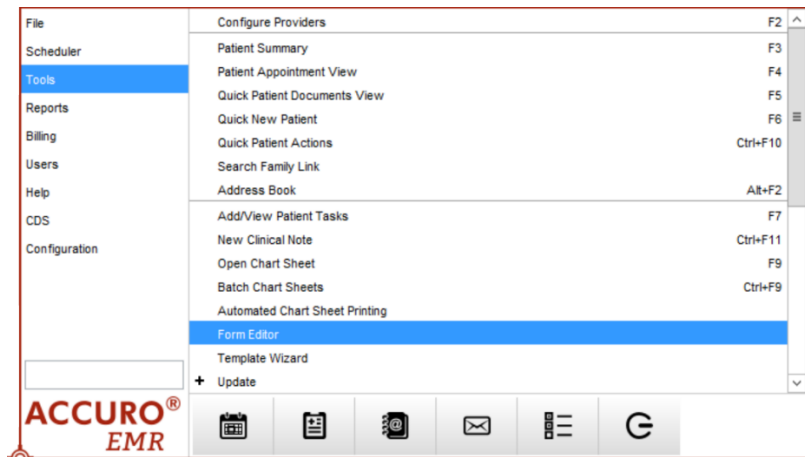 File
Scheduler
Tools
Reports
Billing
Users
Help
CDS
Configuration
Configure Providers F2
Patient Summary F3
Patient Appointment View F4
Quick Patient Documents View F5
Quick New Patient F6
Quick Patient Actions Ctrl+F10
Search Family Link
Address Book Alt+F2
Add/View Patient Tasks F7
New Clinical Note Ctrl+F11
Open Chart Sheet F9
Batch Chart Sheets Ctrl+F9
Automated Chart Sheet Printing
Form Editor
Template Wizard
+ Update
ACCURO®
EMR